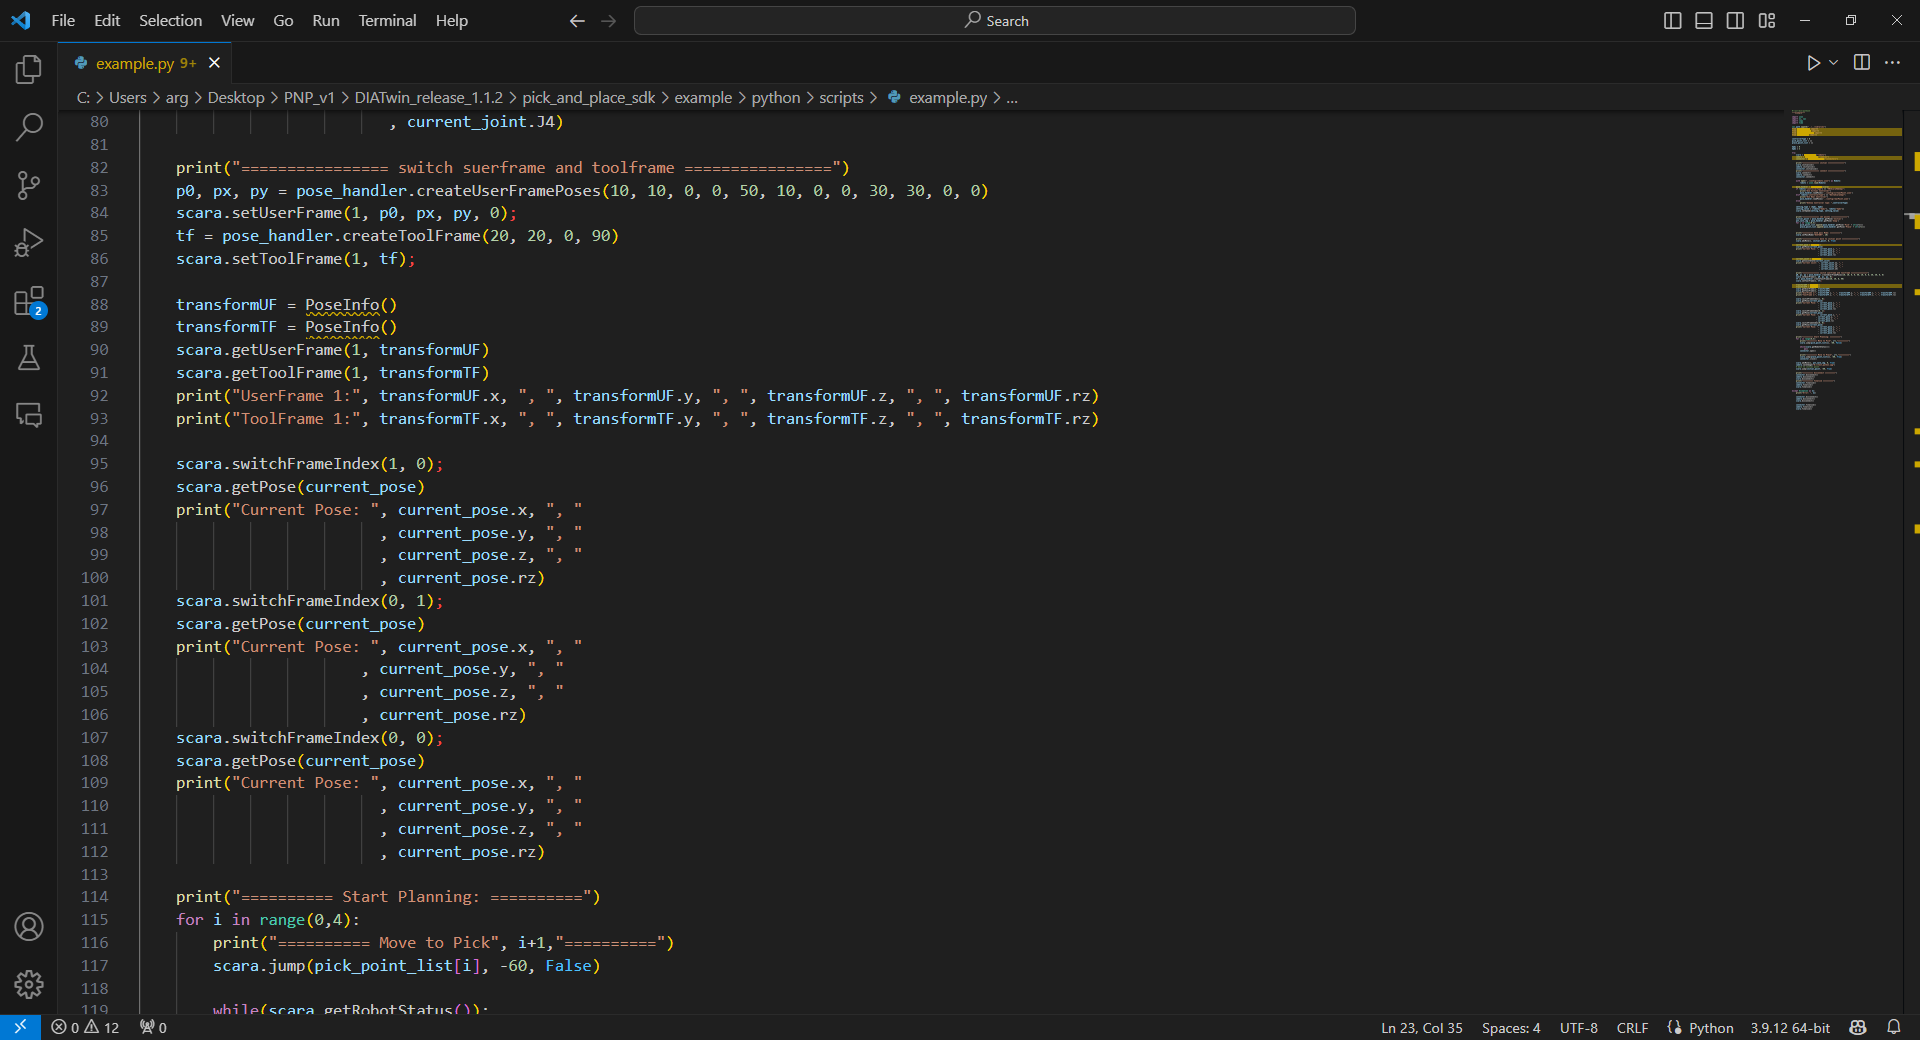 File Edit Selection View Go Run Terminal Help Search
example.py 9+
C: > Users > arg > Desktop > PNP_v1 > DIATwin_release_1.1.2 > pick_and_place_sdk > example > python > scripts > example.py > ...
80 , current_joint.J4)
81
82 print("================ switch suerframe and toolframe ================")
83 p0, px, py = pose_handler.createUserFramePoses(10, 10, 0, 0, 50, 10, 0, 0, 30, 30, 0, 0)
84 scara.setUserFrame(1, p0, px, py, 0);
85 tf = pose_handler.createToolFrame(20, 20, 0, 90)
86 scara.setToolFrame(1, tf);
87
88 transformUF = PoseInfo()
89 transformTF = PoseInfo()
90 scara.getUserFrame(1, transformUF)
91 scara.getToolFrame(1, transformTF)
92 print("UserFrame 1:", transformUF.x, ", ", transformUF.y, ", ", transformUF.z, ", ", transformUF.rz)
93 print("ToolFrame 1:", transformTF.x, ", ", transformTF.y, ", ", transformTF.z, ", ", transformTF.rz)
94
95 scara.switchFrameIndex(1, 0);
96 scara.getPose(current_pose)
97 print("Current Pose: ", current_pose.x, ", "
98 , current_pose.y, ", "
99 , current_pose.z, ", "
100 , current_pose.rz)
101 scara.switchFrameIndex(0, 1);
102 scara.getPose(current_pose)
103 print("Current Pose: ", current_pose.x, ", "
104 , current_pose.y, ", "
105 , current_pose.z, ", "
106 , current_pose.rz)
107 scara.switchFrameIndex(0, 0);
108 scara.getPose(current_pose)
109 print("Current Pose: ", current_pose.x, ", "
110 , current_pose.y, ", "
111 , current_pose.z, ", "
112 , current_pose.rz)
113
114 print("========== Start Planning: ==========")
115 for i in range(0,4):
116 print("========== Move to Pick", i+1,"==========")
117 scara.jump(pick_point_list[i], -60, False)
118
119 while(scara.getRobotStatus()):
2
0 12 0 Ln 23, Col 35 Spaces: 4 UTF-8 CRLF Python 3.9.12 64-bit